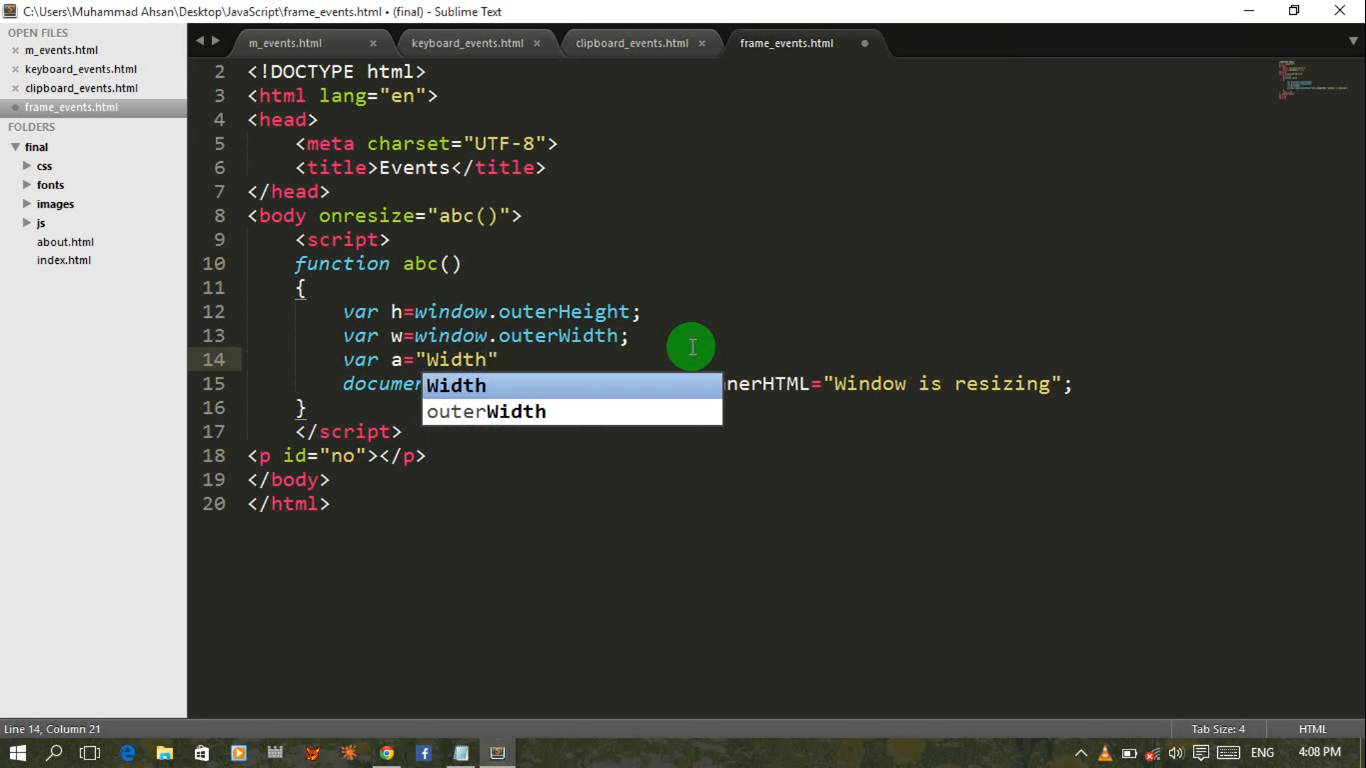 C:\Users\Muhammad Ahsan\Desktop\JavaScript\frame_events.html • (final) - Sublime Text
OPEN FILES
m_events.html
keyboard_events.html
clipboard_events.html
frame_events.html
FOLDERS
final
css
fonts
images
js
about.html
index.html
m_events.html
keyboard_events.html
clipboard_events.html
frame_events.html
2 <!DOCTYPE html>
3 <html lang="en">
4 <head>
5 <meta charset="UTF-8">
6 <title>Events</title>
7 </head>
8 <body onresize="abc()">
9 <script>
10 function abc()
11 {
12 var h=window.outerHeight;
13 var w=window.outerWidth;
14 var a="Width"
15 documen nnerHTML="Window is resizing";
Width
outerWidth
16 }
17 </script>
18 <p id="no"></p>
19 </body>
20 </html>
Line 14, Column 21
Tab Size: 4
HTML
ENG
4:08 PM